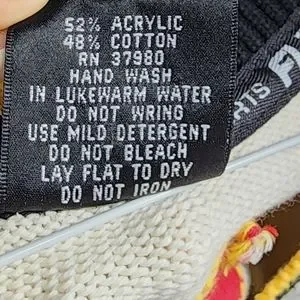 52% ACRYLIC
48% COTTON
RN 37980
HAND WASH
IN LUKEWARM WATER
DO NOT WRING
USE MILD DETERGENT
DO NOT BLEACH
LAY FLAT TO DRY
DO NOT IRON